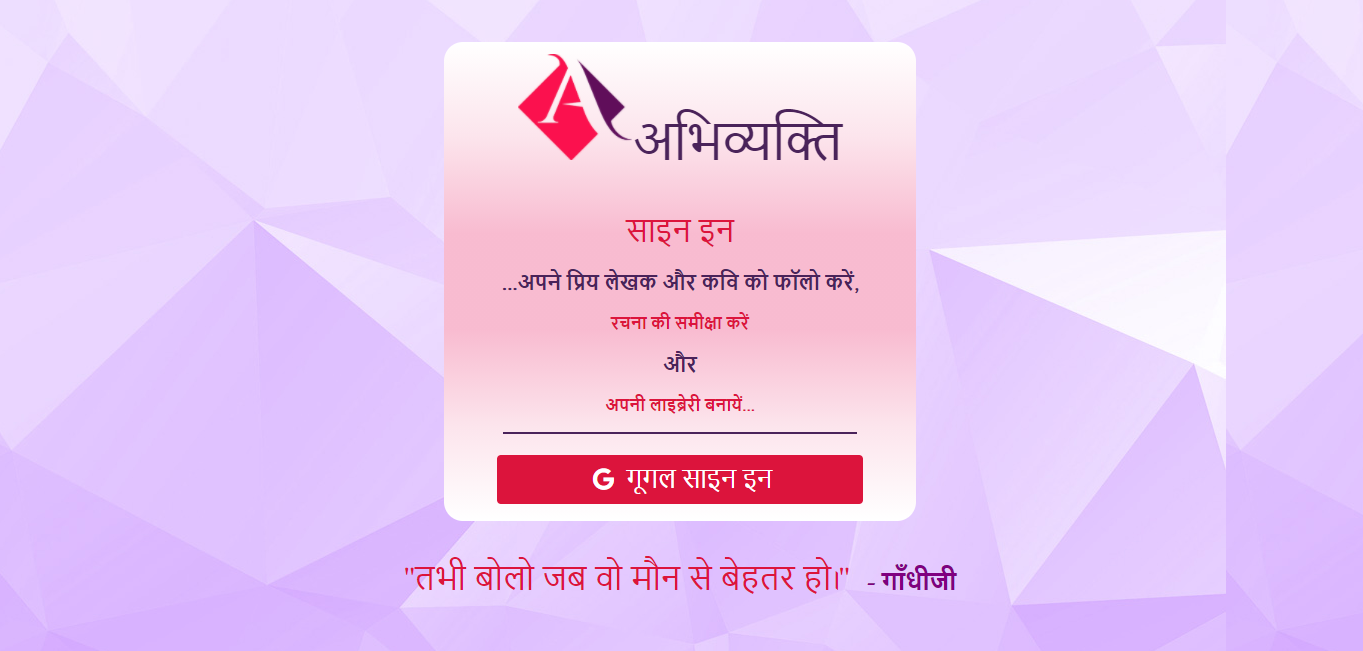 A
अभिव्यक्ति
साइन इन
...अपने प्रिय लेखक और कवि को फॉलो करें,
रचना की समीक्षा करें
और
अपनी लाइब्रेरी बनायें...
G गूगल साइन इन
"तभी बोलो जब वो मौन से बेहतर हो।" - गाँधीजी